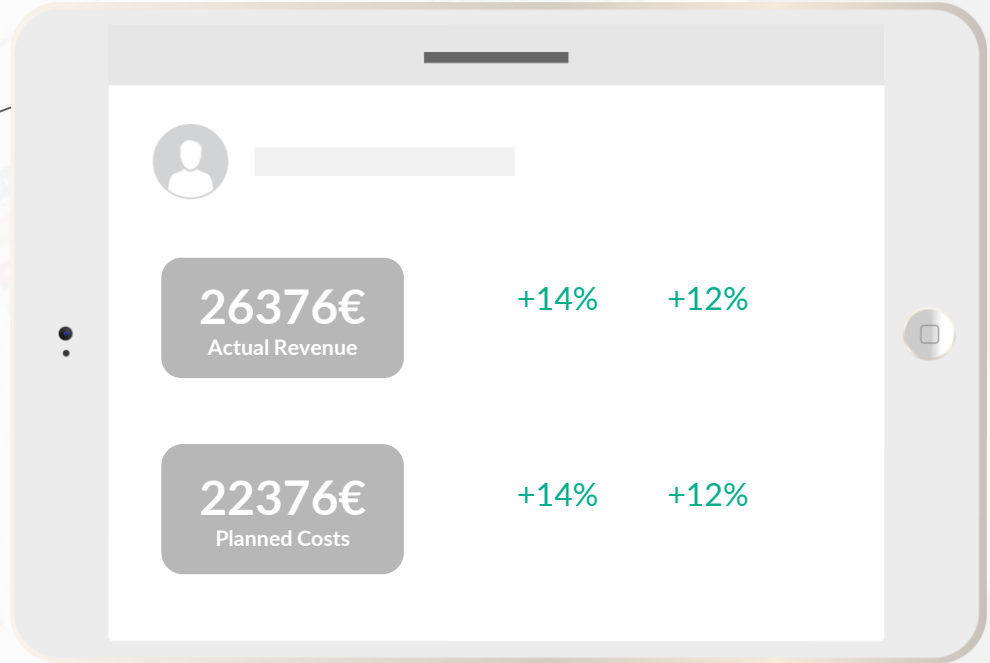 26376€ +14% +12%
Actual Revenue
22376€ +14% +12%
Planned Costs